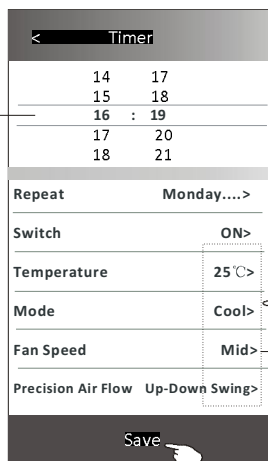 < Timer
14 17
15 18
16 : 19
17 20
18 21
Repeat Monday....>
Switch ON>
Temperature 25℃>
Mode Cool>
Fan Speed Mid>
Precision Air Flow Up-Down Swing>
Save